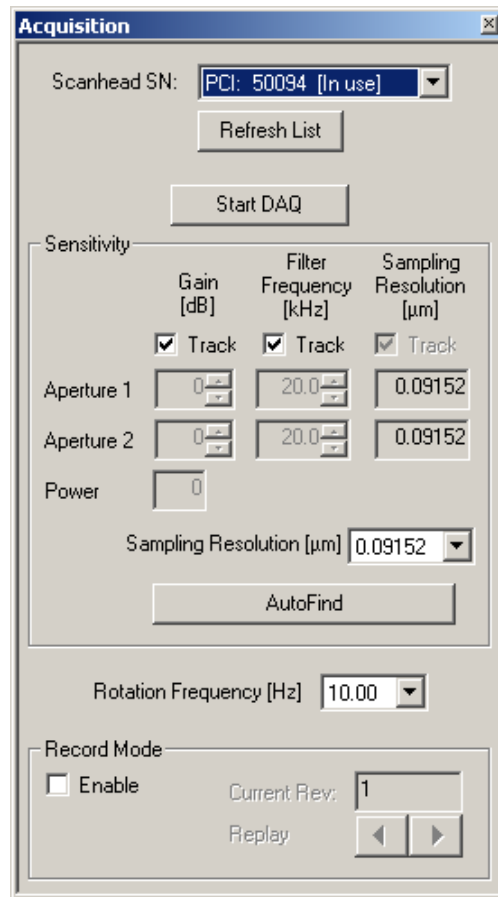 Acquisition
Scanhead SN: PCI: 50094 [In use]
Refresh List
Start DAQ
Sensitivity
Gain [dB]
Filter Frequency [kHz]
Sampling Resolution [µm]
Track Track Track
Aperture 1 0 20.0 0.09152
Aperture 2 0 20.0 0.09152
Power 0
Sampling Resolution [µm] 0.09152
AutoFind
Rotation Frequency [Hz] 10.00
Record Mode
Enable
Current Rev: 1
Replay